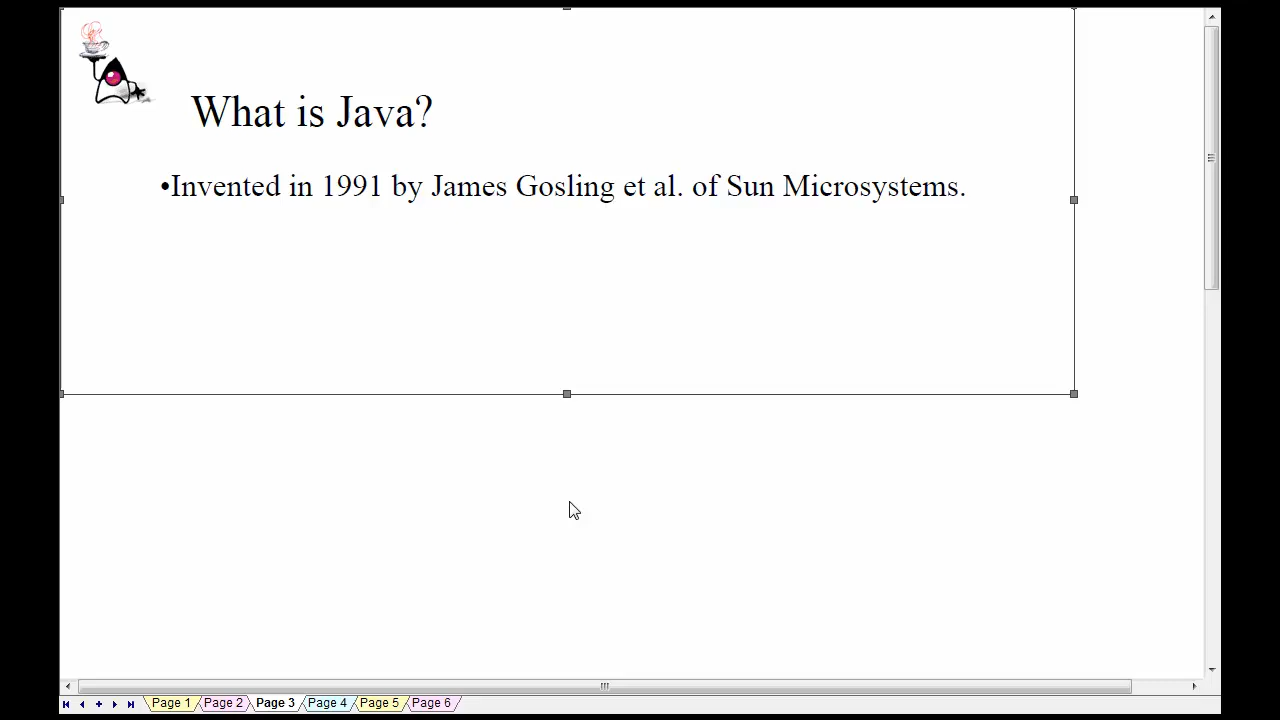 What is Java?
•Invented in 1991 by James Gosling et al. of Sun Microsystems.
Page 1 Page 2 Page 3 Page 4 Page 5 Page 6